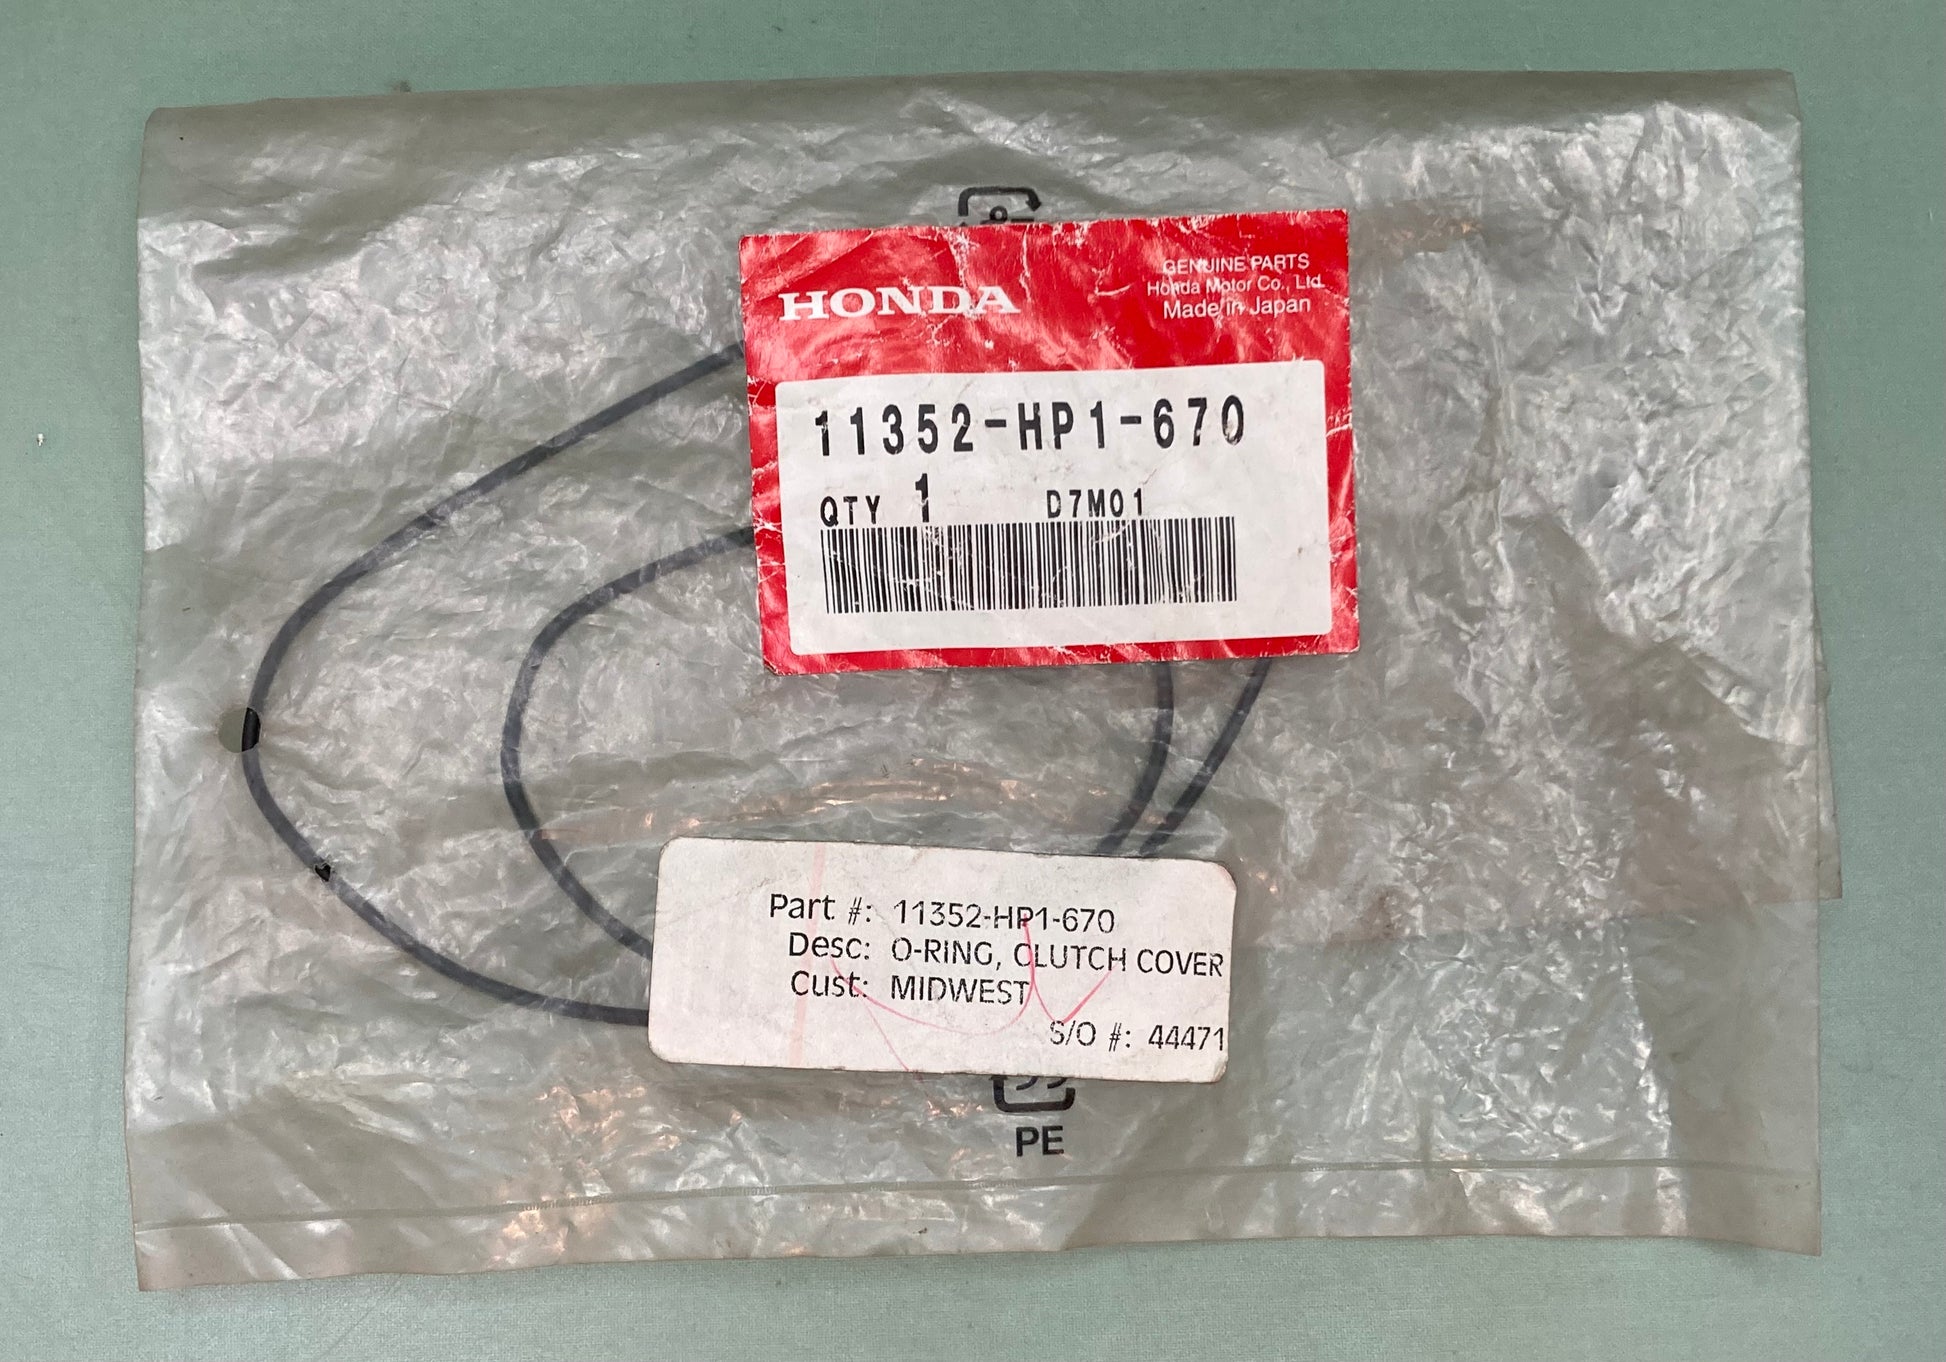 HONDA
GENUINE PARTS
Honda Motor Co., Ltd.
Made in Japan
11352-HP1-670
QTY 1 D7M01
Part #: 11352-HP1-670
Desc: O-RING, CLUTCH COVER
Cust: MIDWEST
S/O #: 44471
PE